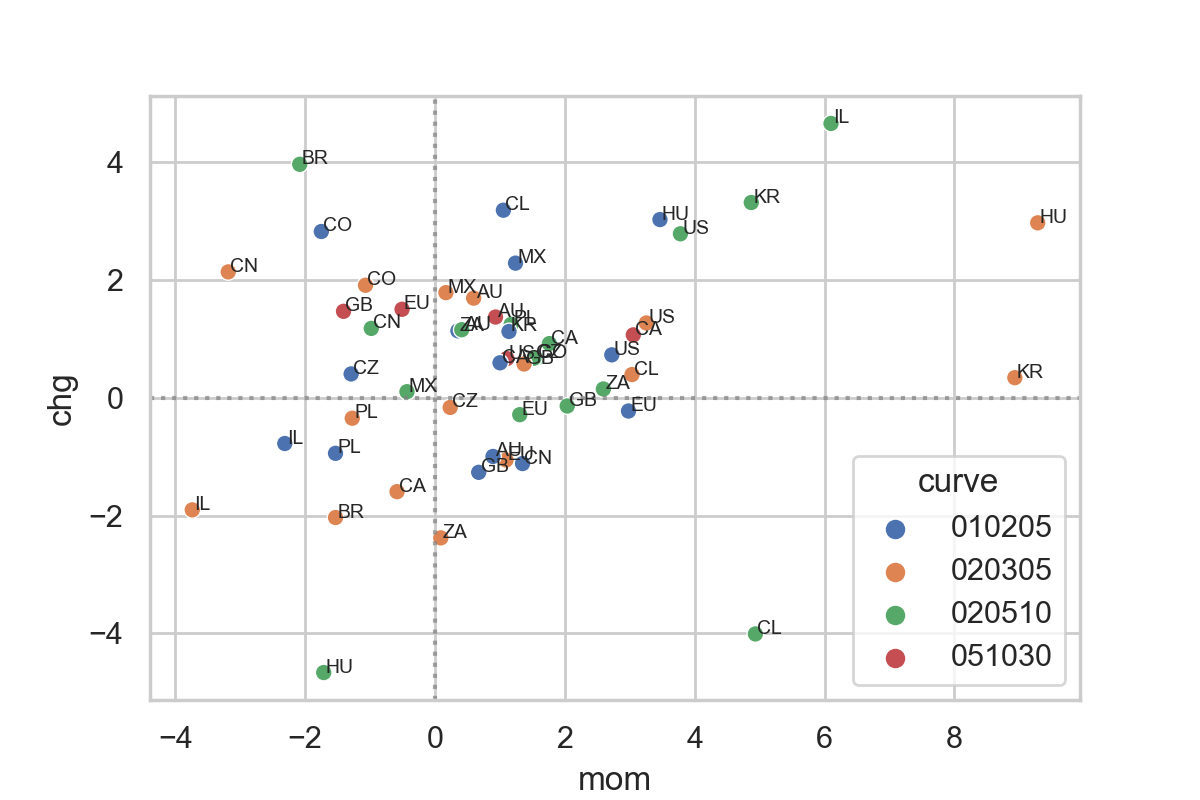 IL
BR
KR
CL
HU
HU
CO
US
MX
CN
CO
MX
AU
GB
EU
AU
US
CN
AU
KR
CA
CA
US
CZ
CL
KR
ZA
MX
GB
CZ
EU
EU
PL
IL
PL
AU
CN
GB
CA
IL
BR
ZA
CL
HU
4
2
0
−2
−4
chg
−4
−2
0
2
4
6
8
mom
curve
010205
020305
020510
051030